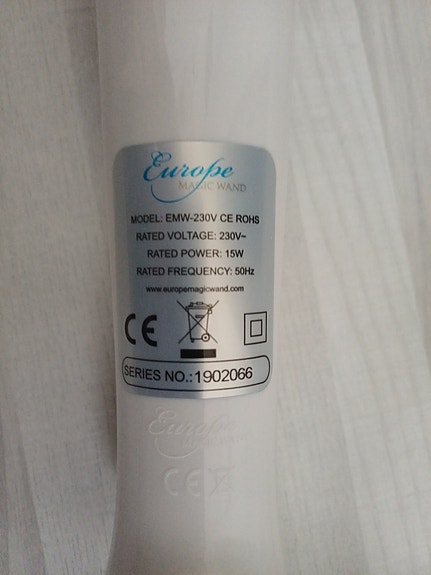 Europe
MAGIC WAND
MODEL: EMW-230V CE ROHS
RATED VOLTAGE: 230V~
RATED POWER: 15W
RATED FREQUENCY: 50Hz
www.europemagicwand.com
CE
SERIES NO.:1902066
Europe
CE